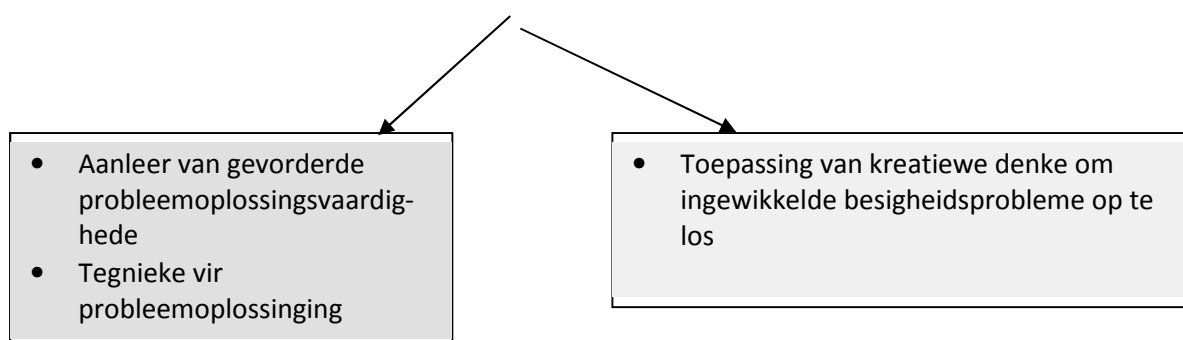 • Aanleer van gevorderde
probleemoplossingsvaardig-
hede
• Tegnieke vir
probleemoplossinging
• Toepassing van kreatiewe denke om
ingewikkelde besigheidsprobleme op te
los